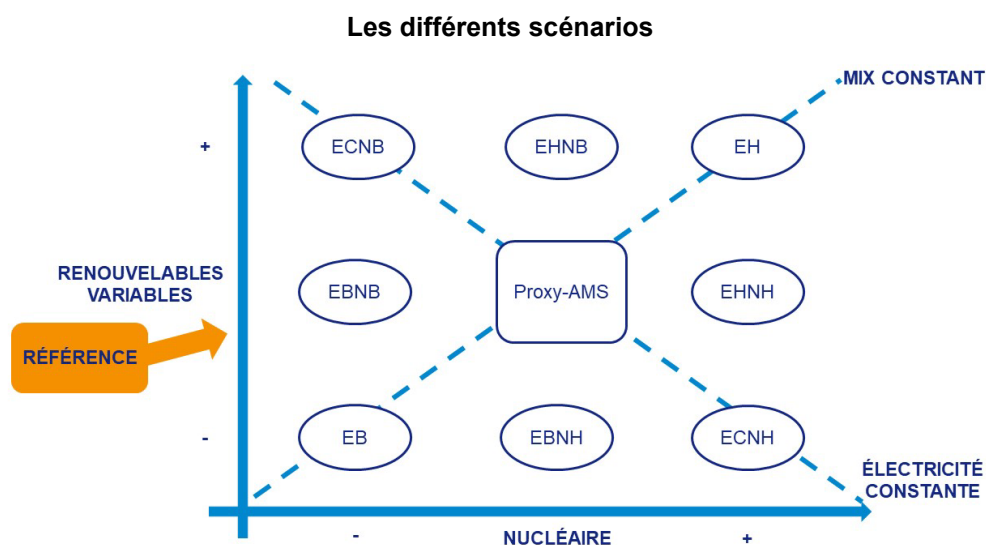 Les différents scénarios
MIX CONSTANT
+
ECNB
EHNB
EH
RENOUVELABLES
VARIABLES
EBNB
Proxy-AMS
EHNH
RÉFÉRENCE
-
EB
EBNH
ECNH
ÉLECTRICITÉ
CONSTANTE
-
NUCLÉAIRE
+